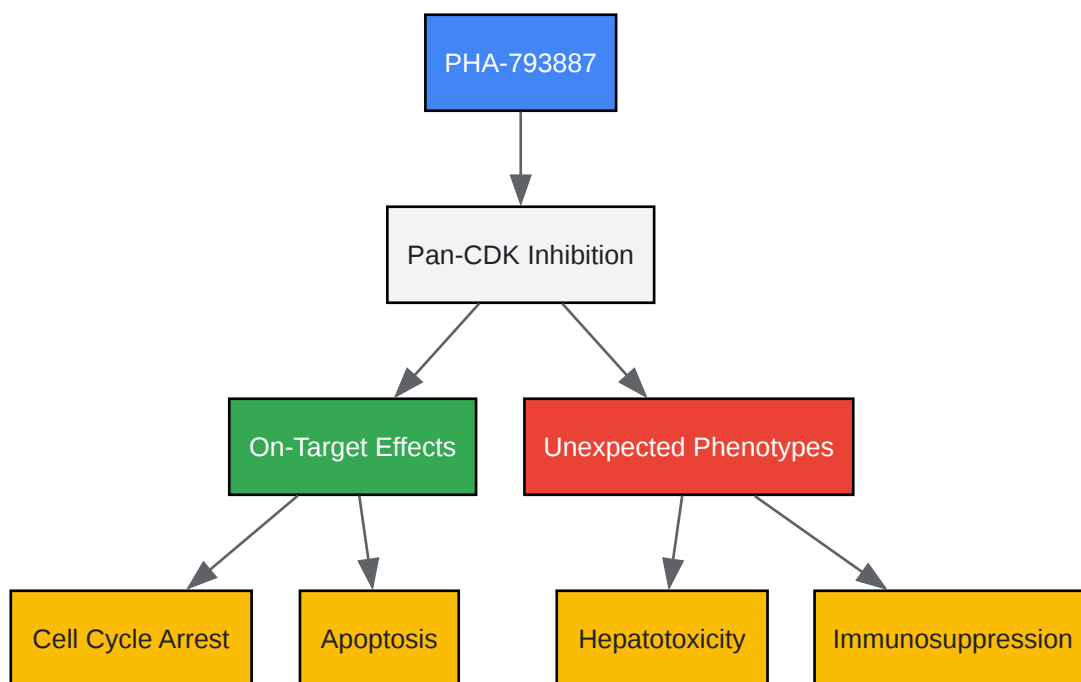 PHA-793887
Pan-CDK Inhibition
On-Target Effects
Unexpected Phenotypes
Cell Cycle Arrest
Apoptosis
Hepatotoxicity
Immunosuppression